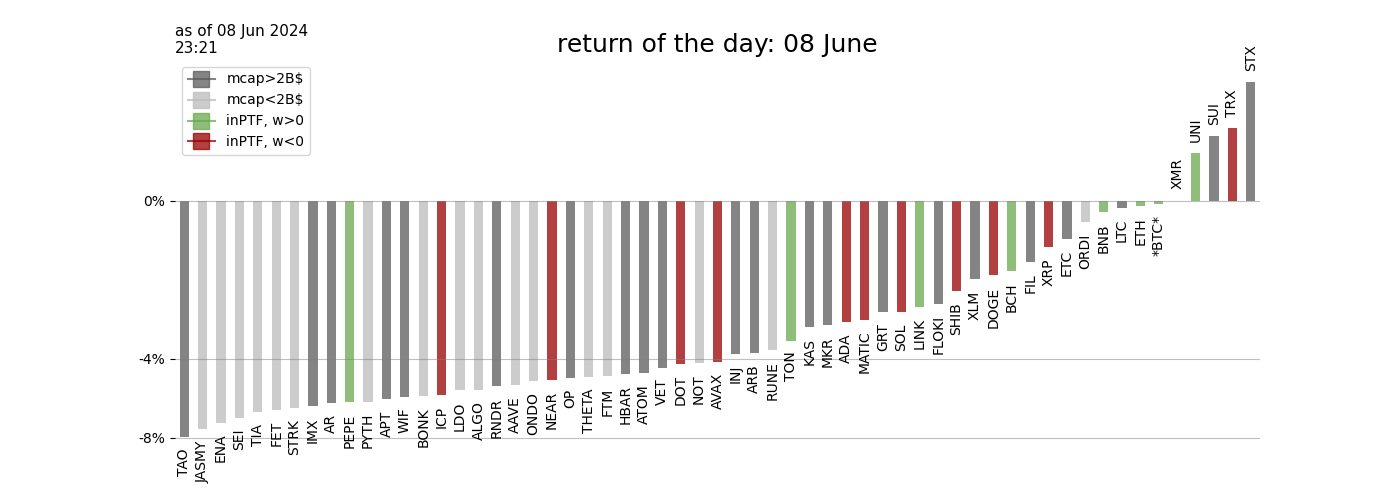 as of 08 Jun 2024
23:21
return of the day: 08 June
mcap>2B$
mcap<2B$
inPTF, w>0
inPTF, w<0
0%
-4%
-8%
TAO
JASMY
ENA
SEI
TIA
FET
STRK
IMX
AR
PEPE
PYTH
APT
WIF
BONK
ICP
LDO
ALGO
RNDR
AAVE
ONDO
NEAR
OP
THETA
FTM
HBAR
ATOM
VET
DOT
NOT
AVAX
INJ
ARB
RUNE
TON
KAS
MKR
ADA
MATIC
GRT
SOL
LINK
FLOKI
SHIB
XLM
DOGE
BCH
FIL
XRP
ETC
ORDI
BNB
LTC
ETH
*BTC*
XMR
UNI
SUI
TRX
STX